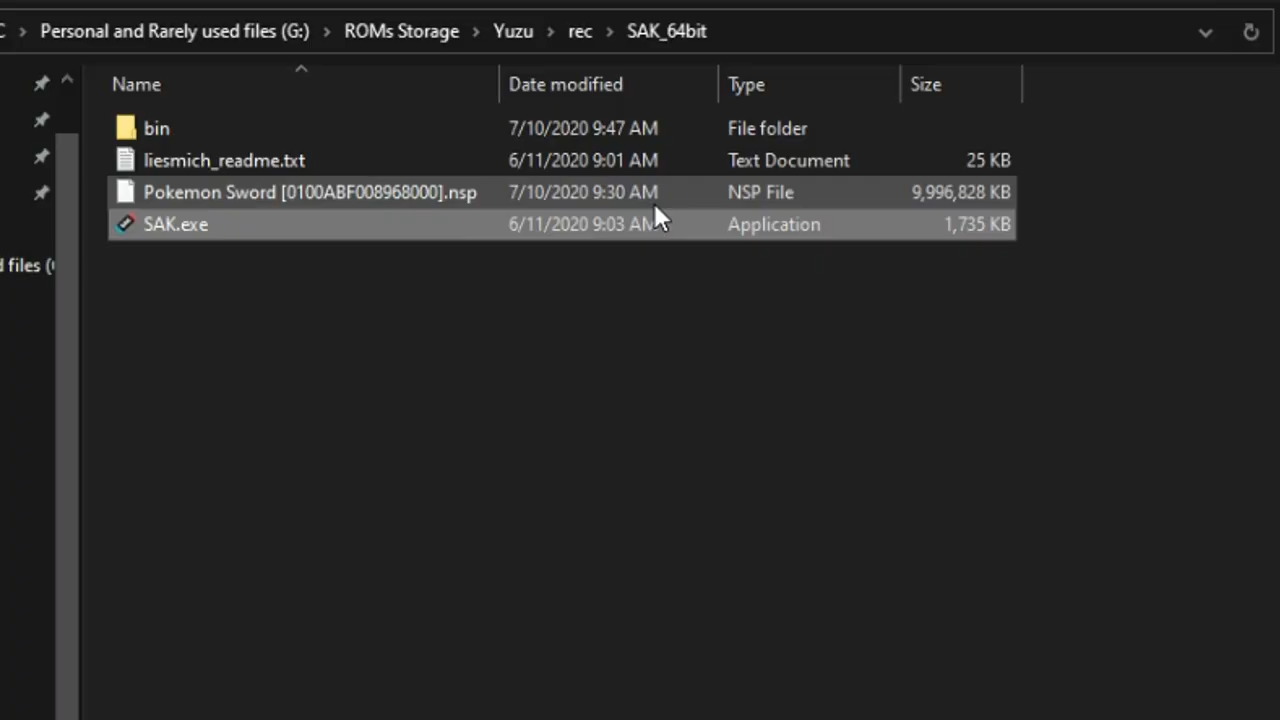 C > Personal and Rarely used files (G:) > ROMs Storage > Yuzu > rec > SAK_64bit
Name Date modified Type Size
bin 7/10/2020 9:47 AM File folder
liesmich_readme.txt 6/11/2020 9:01 AM Text Document 25 KB
Pokemon Sword [0100ABF008968000].nsp 7/10/2020 9:30 AM NSP File 9,996,828 KB
SAK.exe 6/11/2020 9:03 AM Application 1,735 KB
d files (